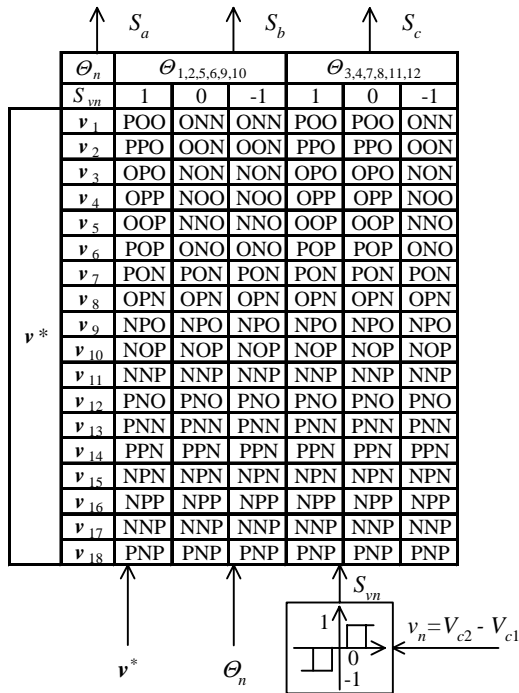 S_a S_b S_c
Θ_n Θ_1,2,5,6,9,10 Θ_3,4,7,8,11,12
S_vn 1 0 -1 1 0 -1
v_1 POO ONN ONN POO POO ONN
v_2 PPO OON OON PPO PPO OON
v_3 OPO NON NON OPO OPO NON
v_4 OPP NOO NOO OPP OPP NOO
v_5 OOP NNO NNO OOP OOP NNO
v_6 POP ONO ONO POP POP ONO
v_7 PON PON PON PON PON PON
v_8 OPN OPN OPN OPN OPN OPN
v_9 NPO NPO NPO NPO NPO NPO
v* v_10 NOP NOP NOP NOP NOP NOP
v_11 NNP NNP NNP NNP NNP NNP
v_12 PNO PNO PNO PNO PNO PNO
v_13 PNN PNN PNN PNN PNN PNN
v_14 PPN PPN PPN PPN PPN PPN
v_15 NPN NPN NPN NPN NPN NPN
v_16 NPP NPP NPP NPP NPP NPP
v_17 NNP NNP NNP NNP NNP NNP
v_18 PNP PNP PNP PNP PNP PNP
S_vn
1 v_n=V_c2 - V_c1
0
v* Θ_n -1